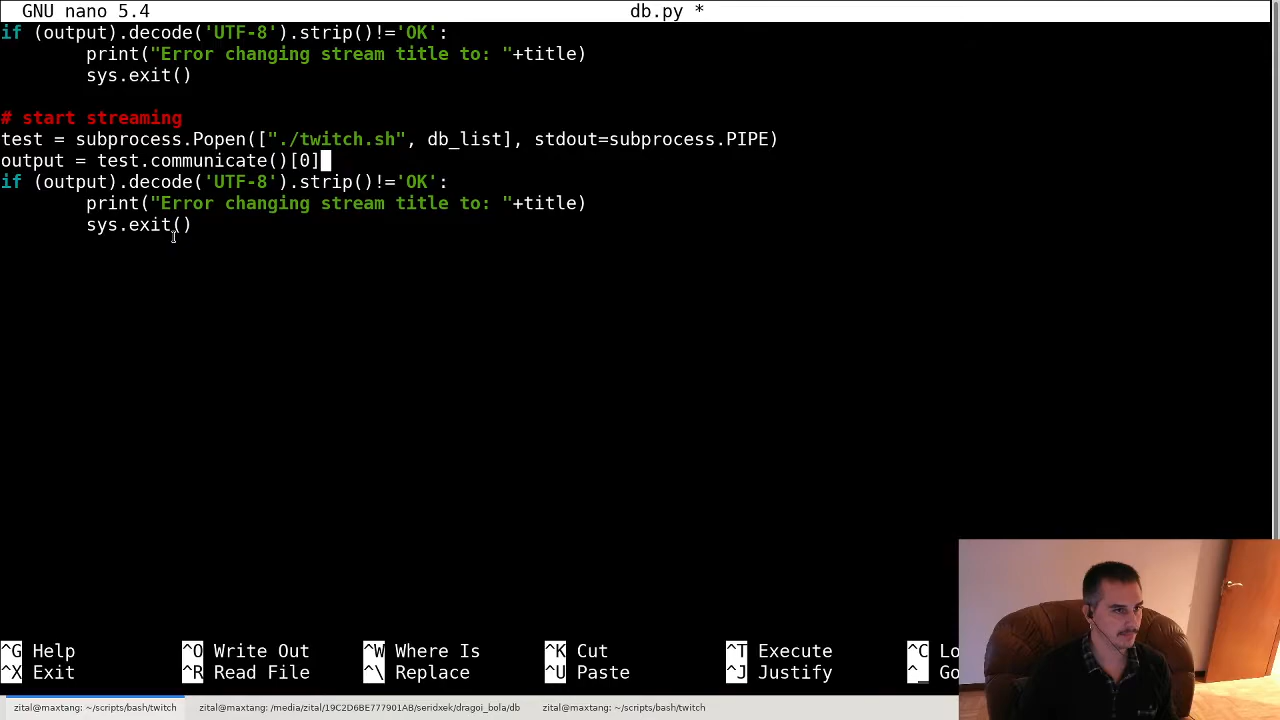 GNU nano 5.4 db.py *
if (output).decode('UTF-8').strip()!='OK':
print("Error changing stream title to: "+title)
sys.exit()
# start streaming
test = subprocess.Popen(["./twitch.sh", db_list], stdout=subprocess.PIPE)
output = test.communicate()[0]
if (output).decode('UTF-8').strip()!='OK':
print("Error changing stream title to: "+title)
sys.exit()
^G Help ^O Write Out ^W Where Is ^K Cut ^T Execute ^C Lo
^X Exit ^R Read File ^\ Replace ^U Paste ^J Justify ^_ Go
zital@maxtang: ~/scripts/bash/twitch zital@maxtang: /media/zital/19C2D6BE777901AB/seridxek/dragoi_bola/db zital@maxtang: ~/scripts/bash/twitch